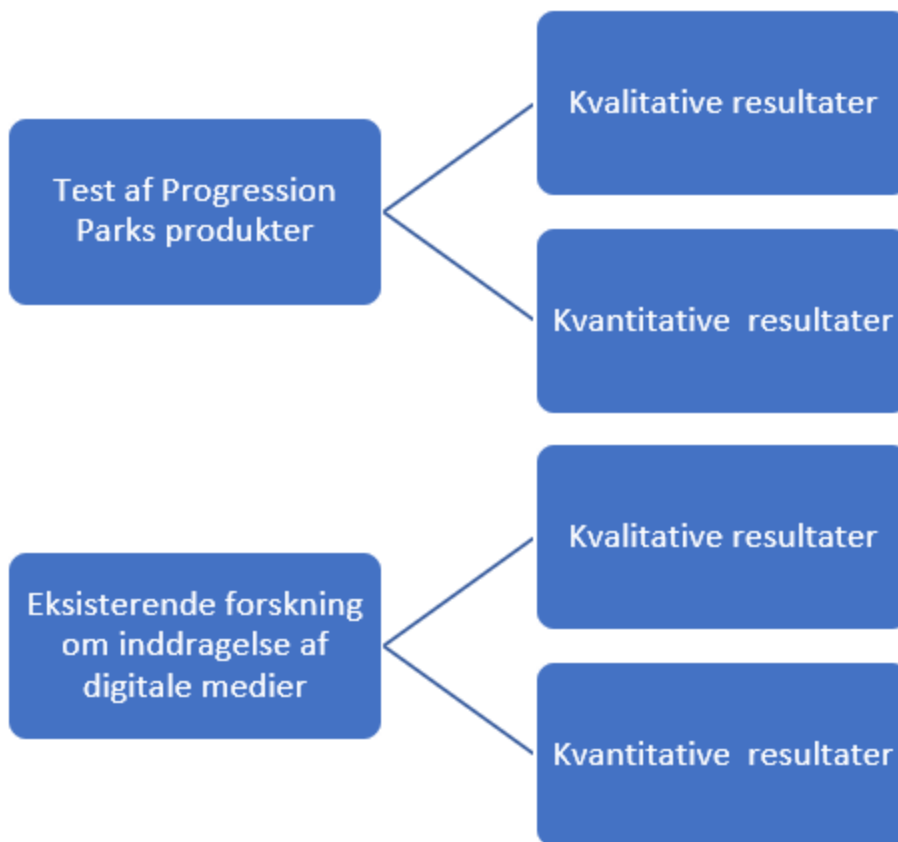 Kvalitative resultater
Test af Progression
Parks produkter
Kvantitative  resultater
Kvalitative resultater
Eksisterende forskning
om inddragelse af
digitale medier
Kvantitative  resultater